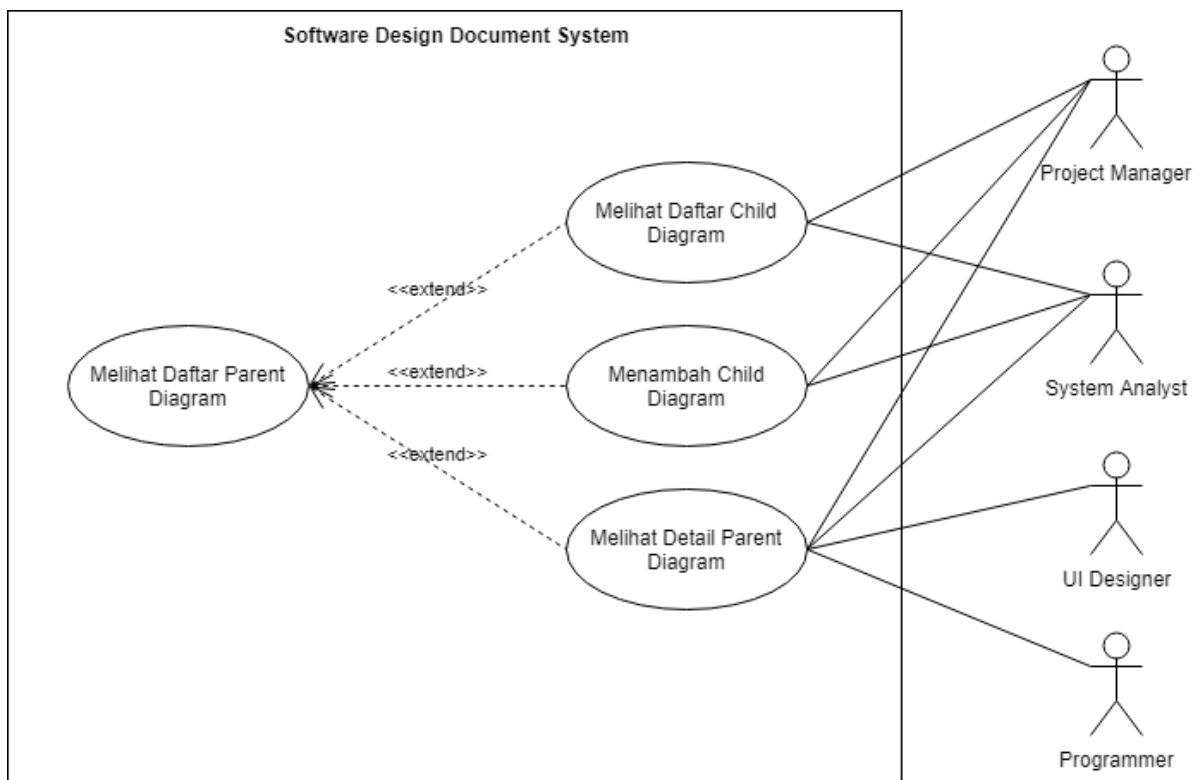 Software Design Document System
Project Manager
Melihat Daftar Child
Diagram
<<extend>>
System Analyst
Melihat Daftar Parent
Diagram
<<extend>>
Menambah Child
Diagram
<<extend>>
Melihat Detail Parent
Diagram
UI Designer
Programmer